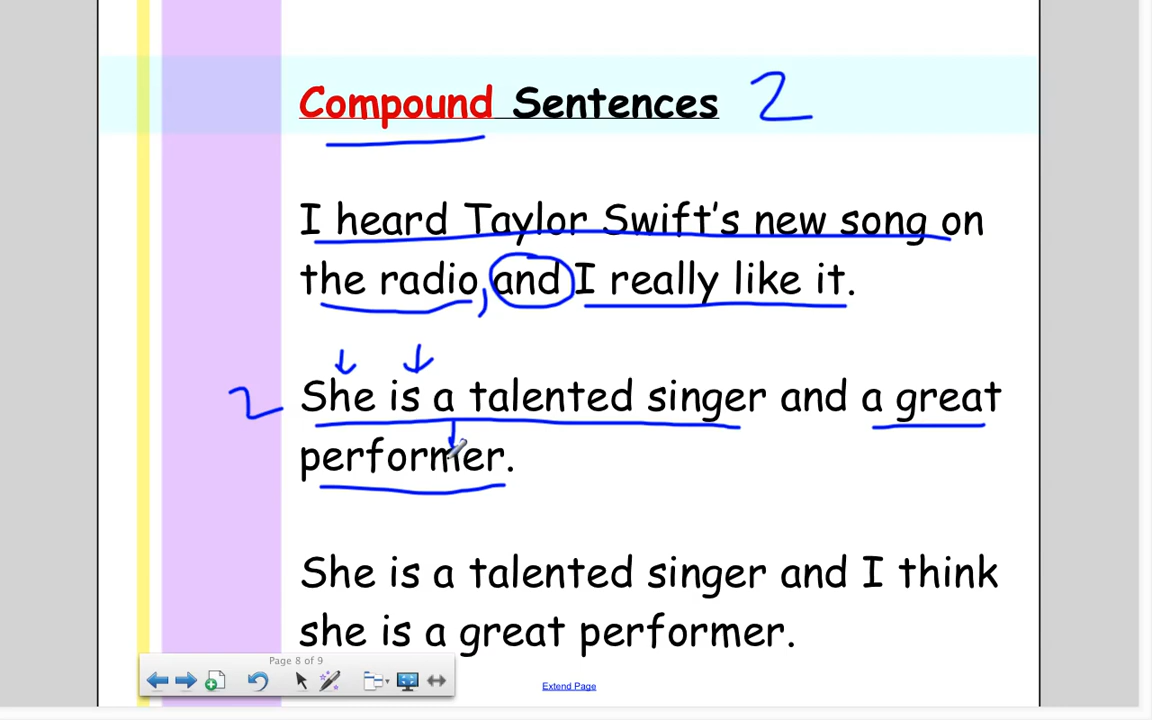 Compound Sentences 2
I heard Taylor Swift's new song on
the radio, and I really like it.
2 She is a talented singer and a great
performer.
She is a talented singer and I think
she is a great performer.
Page 8 of 9
Extend Page